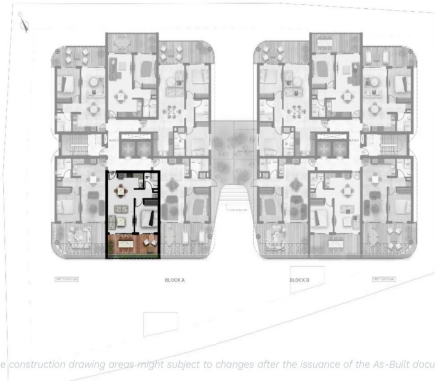 BLOCK A
BLOCK B
e construction drawing areas might subject to changes after the issuance of the As-Built docu